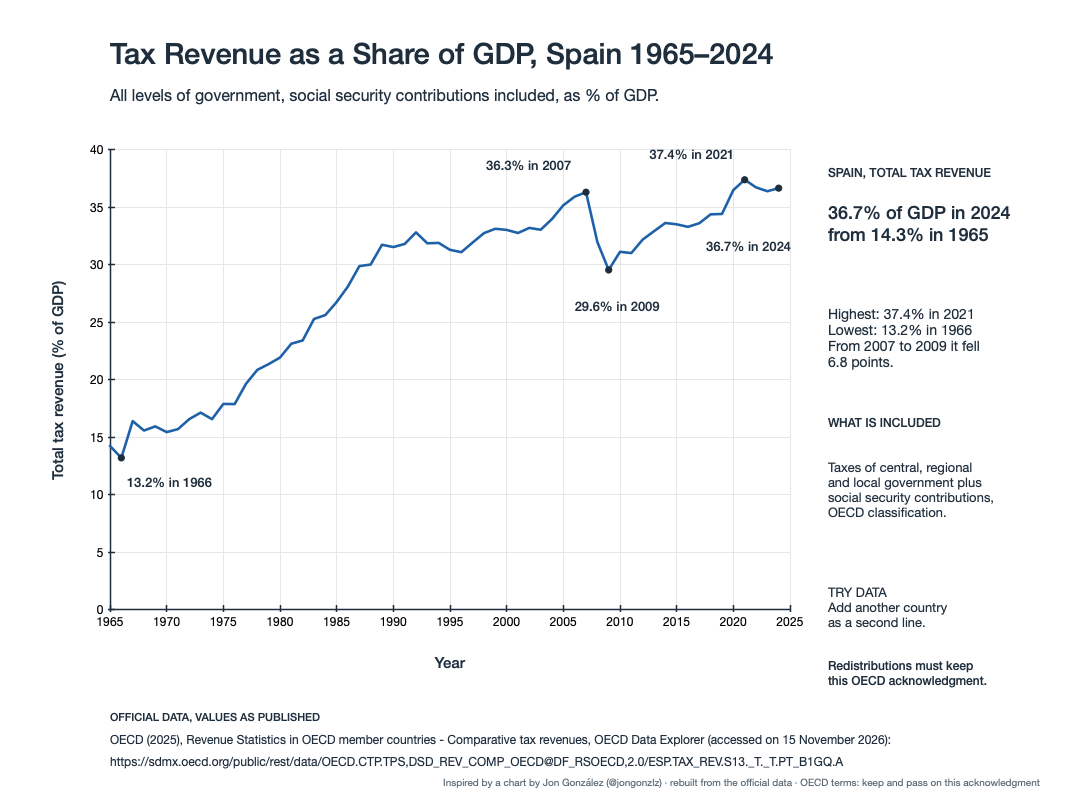 Tax Revenue as a Share of GDP, Spain 1965–2024
All levels of government, social security contributions included, as % of GDP.
40
35
30
25
20
15
10
5
0
Total tax revenue (% of GDP)
36.3% in 2007
37.4% in 2021
36.7% in 2024
29.6% in 2009
13.2% in 1966
1965
1970
1975
1980
1985
1990
1995
2000
2005
2010
2015
2020
2025
Year
SPAIN, TOTAL TAX REVENUE
36.7% of GDP in 2024
from 14.3% in 1965
Highest: 37.4% in 2021
Lowest: 13.2% in 1966
From 2007 to 2009 it fell
6.8 points.
WHAT IS INCLUDED
Taxes of central, regional
and local government plus
social security contributions,
OECD classification.
TRY DATA
Add another country
as a second line.
Redistributions must keep
this OECD acknowledgment.
OFFICIAL DATA, VALUES AS PUBLISHED
OECD (2025), Revenue Statistics in OECD member countries - Comparative tax revenues, OECD Data Explorer (accessed on 15 November 2026):
https://sdmx.oecd.org/public/rest/data/OECD.CTP.TPS,DSD_REV_COMP_OECD@DF_RSOECD,2.0/ESP.TAX_REV.S13._T._T.PT_B1GQ.A
Inspired by a chart by Jon González (@jongonzlz) · rebuilt from the official data · OECD terms: keep and pass on this acknowledgment